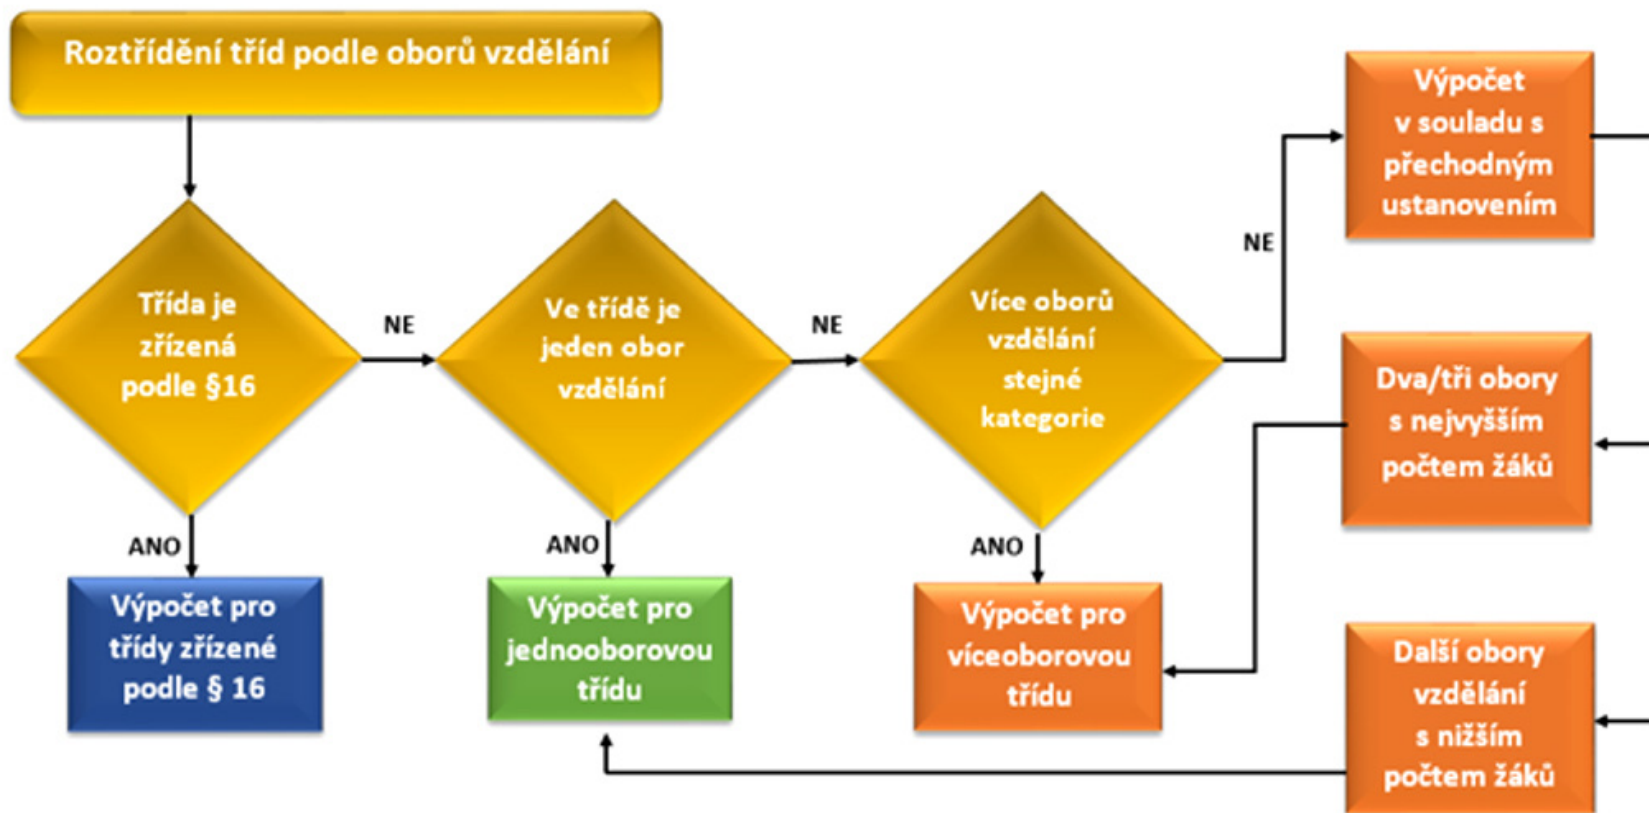 Roztřídění tříd podle oborů vzdělání
Třída je
zřízená
podle §16
NE
Ve třídě je
jeden obor
vzdělání
NE
Více oborů
vzdělání
stejné
kategorie
NE
Výpočet
v souladu s
přechodným
ustanovením
Dva/tři obory
s nejvyšším
počtem žáků
ANO
ANO
ANO
Výpočet pro
třídy zřízené
podle § 16
Výpočet pro
jednooborovou
třídu
Výpočet pro
víceoborovou
třídu
Další obory
vzdělání
s nižším
počtem žáků